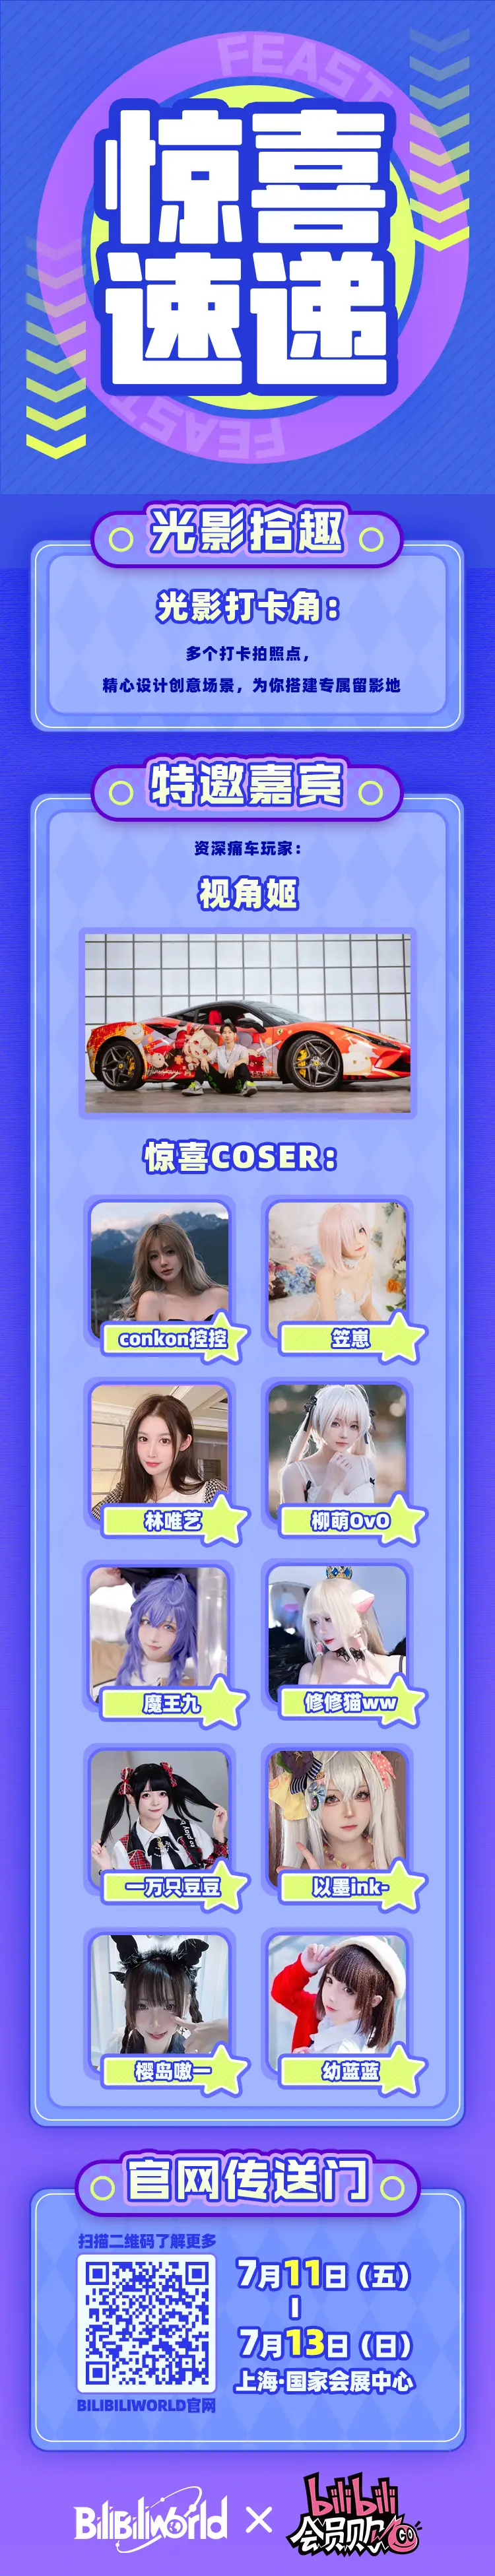 FEAST
惊喜
速递
FEAST
光影拾趣
光影打卡角：
多个打卡拍照点，
精心设计创意场景，为你搭建专属留影地
特邀嘉宾
资深痛车玩家：
视角姬
惊喜COSER：
conkon控控
笠崽
林唯艺
柳萌OvO
魔王九
修修猫ww
一万只豆豆
以墨ink-
樱岛嗷一
幼蓝蓝
官网传送门
扫描二维码了解更多
BILIBILIWORLD官网
7月11日（五）
7月13日（日）
上海·国家会展中心
BiliBiliWorld
×
bilibili
会员购